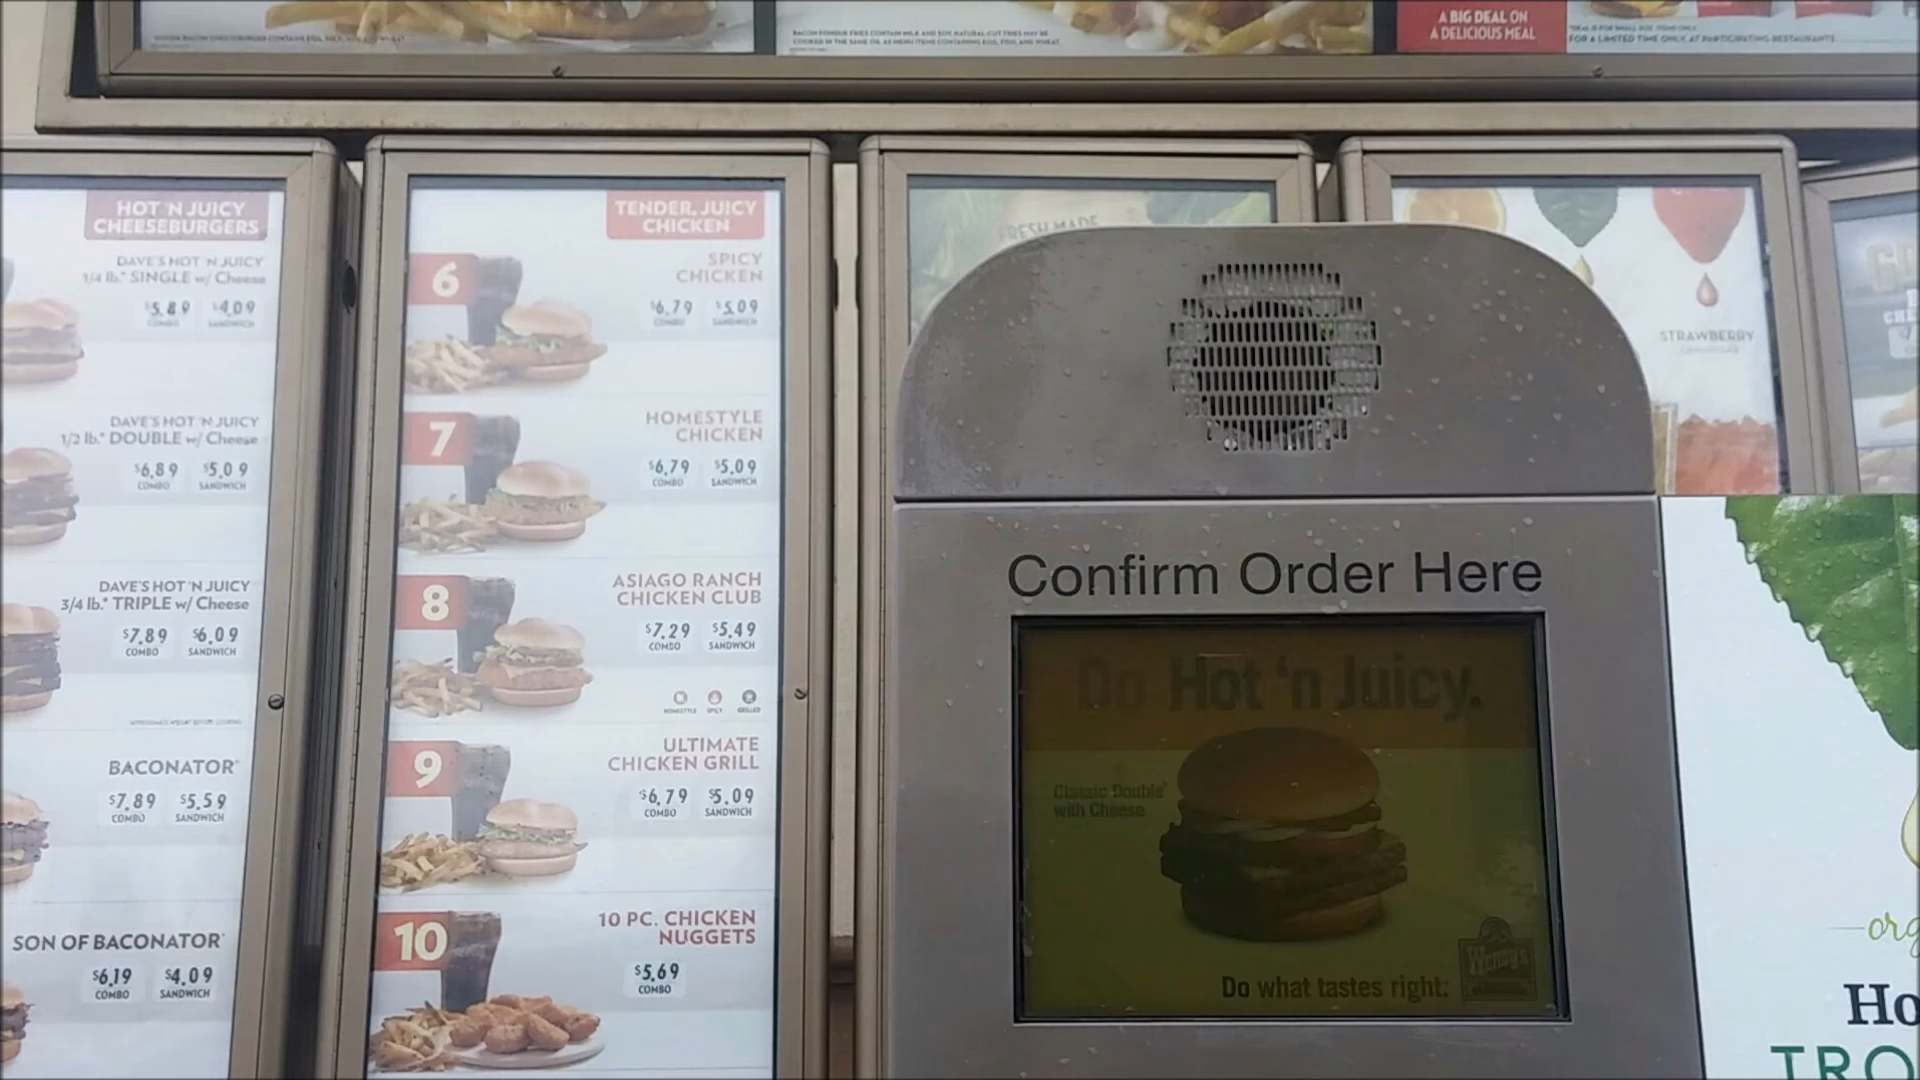 A BIG DEAL ON
A DELICIOUS MEAL
FOR A LIMITED TIME ONLY, AT PARTICIPATING RESTAURANTS
HOT 'N JUICY
CHEESEBURGERS
DAVE'S HOT 'N JUICY
1/4 lb.* SINGLE w/ Cheese
$5.89 $4.09
COMBO SANDWICH
DAVE'S HOT 'N JUICY
1/2 lb.* DOUBLE w/ Cheese
$6.89 $5.09
COMBO SANDWICH
DAVE'S HOT 'N JUICY
3/4 lb.* TRIPLE w/ Cheese
$7.89 $6.09
COMBO SANDWICH
BACONATOR®
$7.89 $5.59
COMBO SANDWICH
SON OF BACONATOR®
$6.19 $4.09
COMBO SANDWICH
TENDER, JUICY
CHICKEN
6
SPICY
CHICKEN
$6.79 $5.09
COMBO SANDWICH
7
HOMESTYLE
CHICKEN
$6.79 $5.09
COMBO SANDWICH
8
ASIAGO RANCH
CHICKEN CLUB
$7.29 $5.49
COMBO SANDWICH
HOMESTYLE SPICY GRILLED
9
ULTIMATE
CHICKEN GRILL
$6.79 $5.09
COMBO SANDWICH
10
10 PC. CHICKEN
NUGGETS
$5.69
COMBO
FRESH MADE
STRAWBERRY
Confirm Order Here
Do Hot 'n Juicy.
Classic Double
with Cheese
Do what tastes right.
Wendy's
org
Ho
TRO